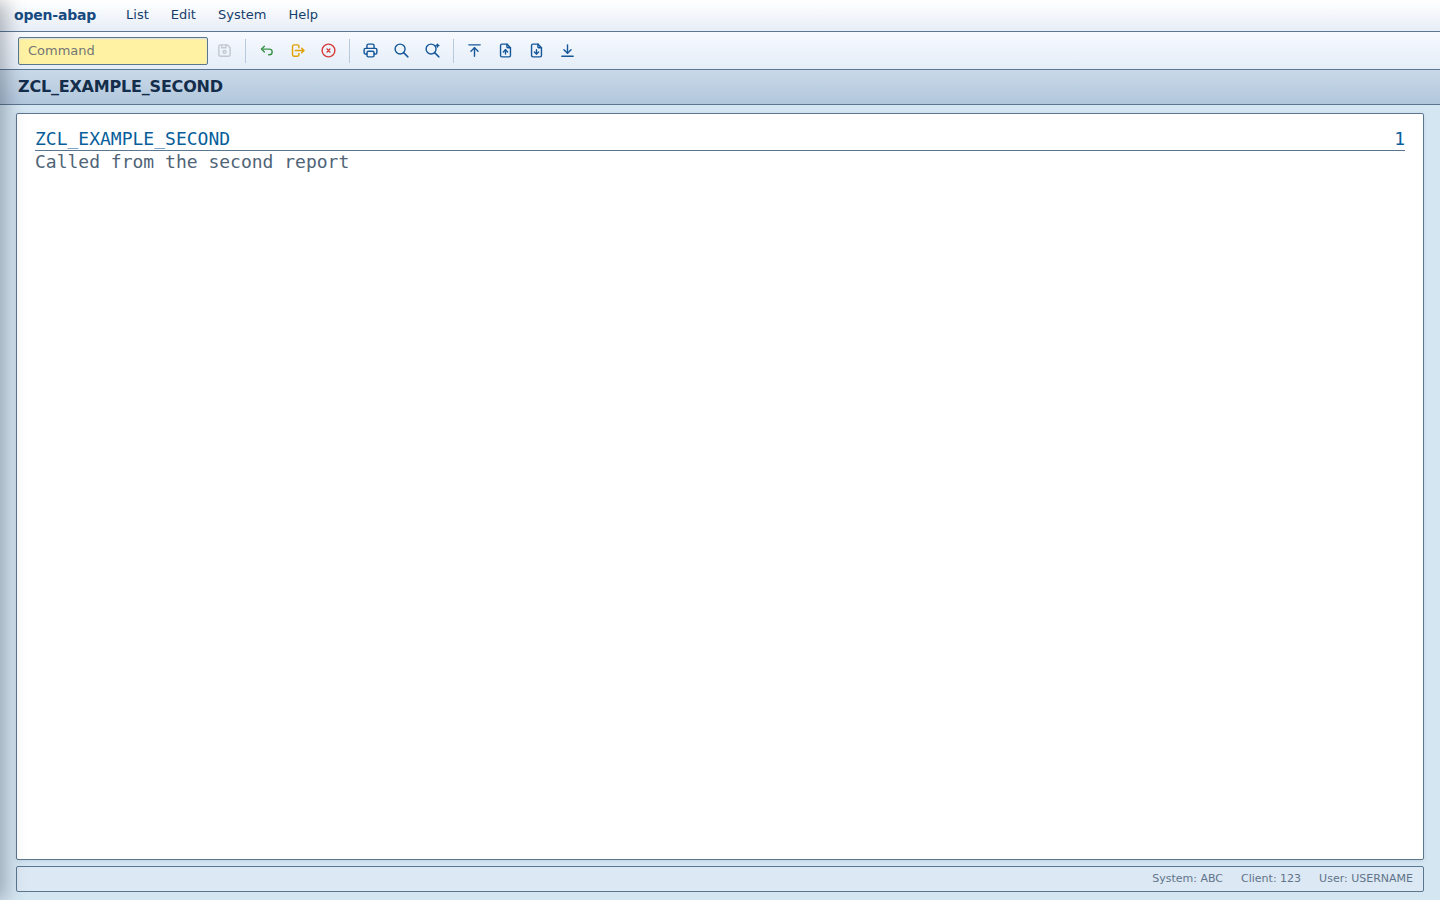 open-abap List Edit System Help
Command
ZCL_EXAMPLE_SECOND
ZCL_EXAMPLE_SECOND 1
Called from the second report
System: ABC Client: 123 User: USERNAME